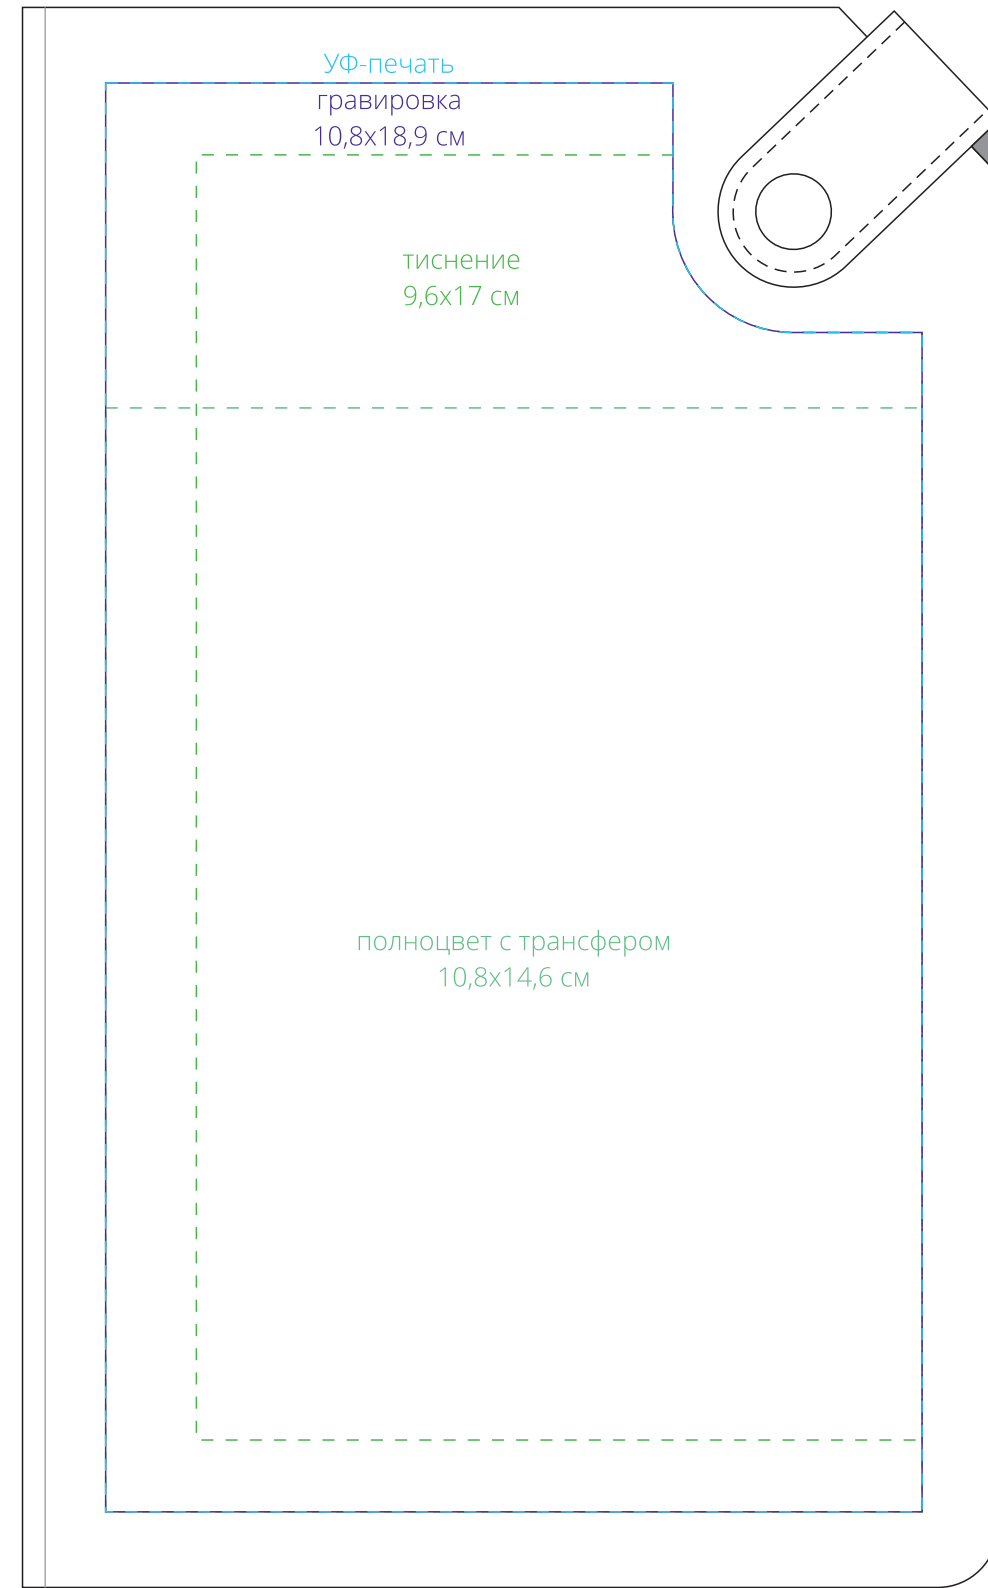 УФ-печать
гравировка
10,8х18,9 см
тиснение
9,6х17 см
полноцвет с трансфером
10,8х14,6 см